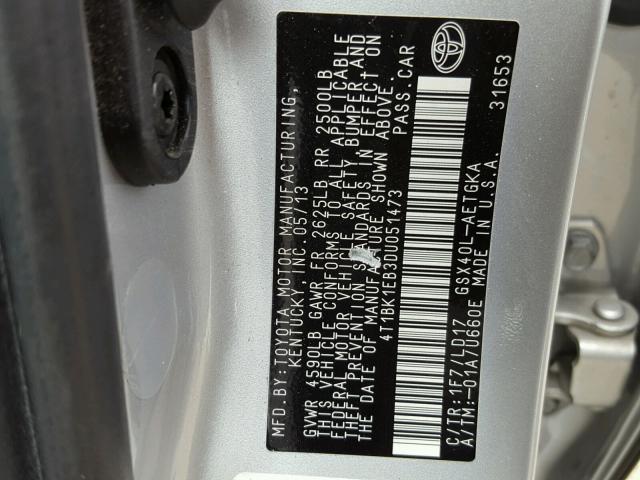 MFD. BY: TOYOTA MOTOR MANUFACTURING,
KENTUCKY, INC. 05/13
GVWR 4590LB GAWR FR 2625LB RR 2500LB
THIS VEHICLE CONFORMS TO ALL APPLICABLE
FEDERAL MOTOR VEHICLE SAFETY, BUMPER, AND
THEFT PREVENTION STANDARDS IN EFFECT ON
THE DATE OF MANUFACTURE SHOWN ABOVE.
4T1BK1EB3DU051473 PASS.CAR
C/TR:1F7/LD17 GSX40L-AETGKA
A/TM:-01A/U660E MADE IN U.S.A. 31653